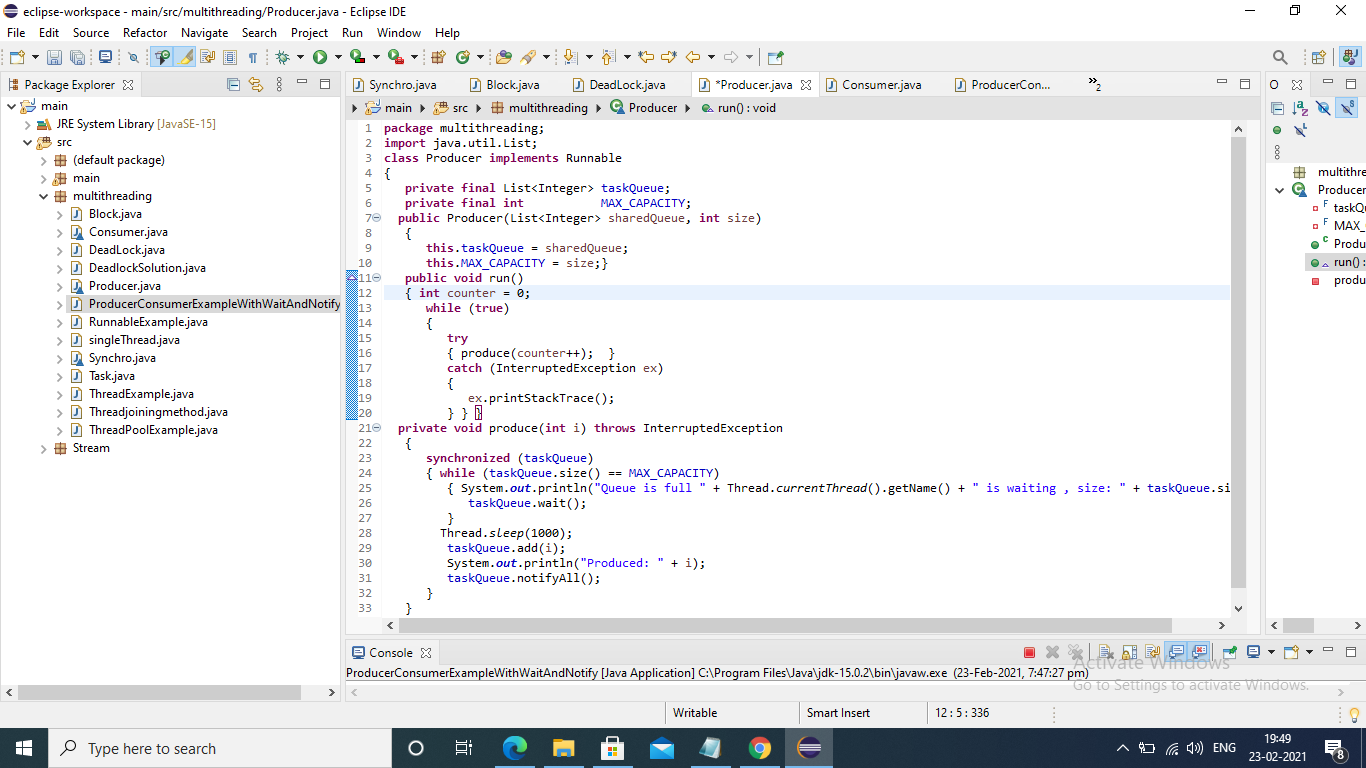 eclipse-workspace - main/src/multithreading/Producer.java - Eclipse IDE
File Edit Source Refactor Navigate Search Project Run Window Help
Package Explorer
main
JRE System Library [JavaSE-15]
src
(default package)
main
multithreading
Block.java
Consumer.java
DeadLock.java
DeadlockSolution.java
Producer.java
ProducerConsumerExampleWithWaitAndNotify
RunnableExample.java
singleThread.java
Synchro.java
Task.java
ThreadExample.java
Threadjoiningmethod.java
ThreadPoolExample.java
Stream
Synchro.java Block.java DeadLock.java *Producer.java Consumer.java ProducerCon... »2
main src multithreading Producer run() : void
1 package multithreading;
2 import java.util.List;
3 class Producer implements Runnable
4 {
5 private final List<Integer> taskQueue;
6 private final int MAX_CAPACITY;
7 public Producer(List<Integer> sharedQueue, int size)
8 {
9 this.taskQueue = sharedQueue;
10 this.MAX_CAPACITY = size;}
11 public void run()
12 { int counter = 0;
13 while (true)
14 {
15 try
16 { produce(counter++); }
17 catch (InterruptedException ex)
18 {
19 ex.printStackTrace();
20 } } }
21 private void produce(int i) throws InterruptedException
22 {
23 synchronized (taskQueue)
24 { while (taskQueue.size() == MAX_CAPACITY)
25 { System.out.println("Queue is full " + Thread.currentThread().getName() + " is waiting , size: " + taskQueue.si
26 taskQueue.wait();
27 }
28 Thread.sleep(1000);
29 taskQueue.add(i);
30 System.out.println("Produced: " + i);
31 taskQueue.notifyAll();
32 }
33 }
O
multithre
Producer
taskQu
MAX_
Produ
run() :
produ
Console
ProducerConsumerExampleWithWaitAndNotify [Java Application] C:\Program Files\Java\jdk-15.0.2\bin\javaw.exe (23-Feb-2021, 7:47:27 pm)
Activate Windows
Go to Settings to activate Windows.
Writable Smart Insert 12 : 5 : 336
Type here to search
ENG
19:49
23-02-2021
8